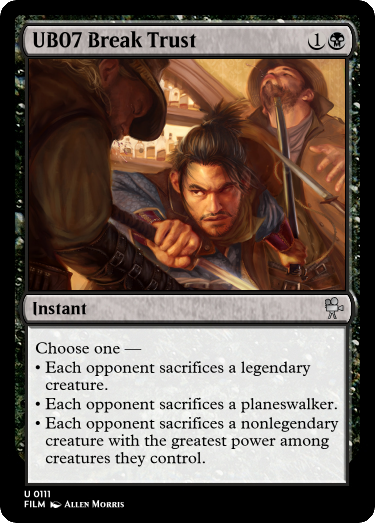 UB07 Break Trust
1
Instant
Choose one —
• Each opponent sacrifices a legendary
creature.
• Each opponent sacrifices a planeswalker.
• Each opponent sacrifices a nonlegendary
creature with the greatest power among
creatures they control.
U 0111
FILM Allen Morris